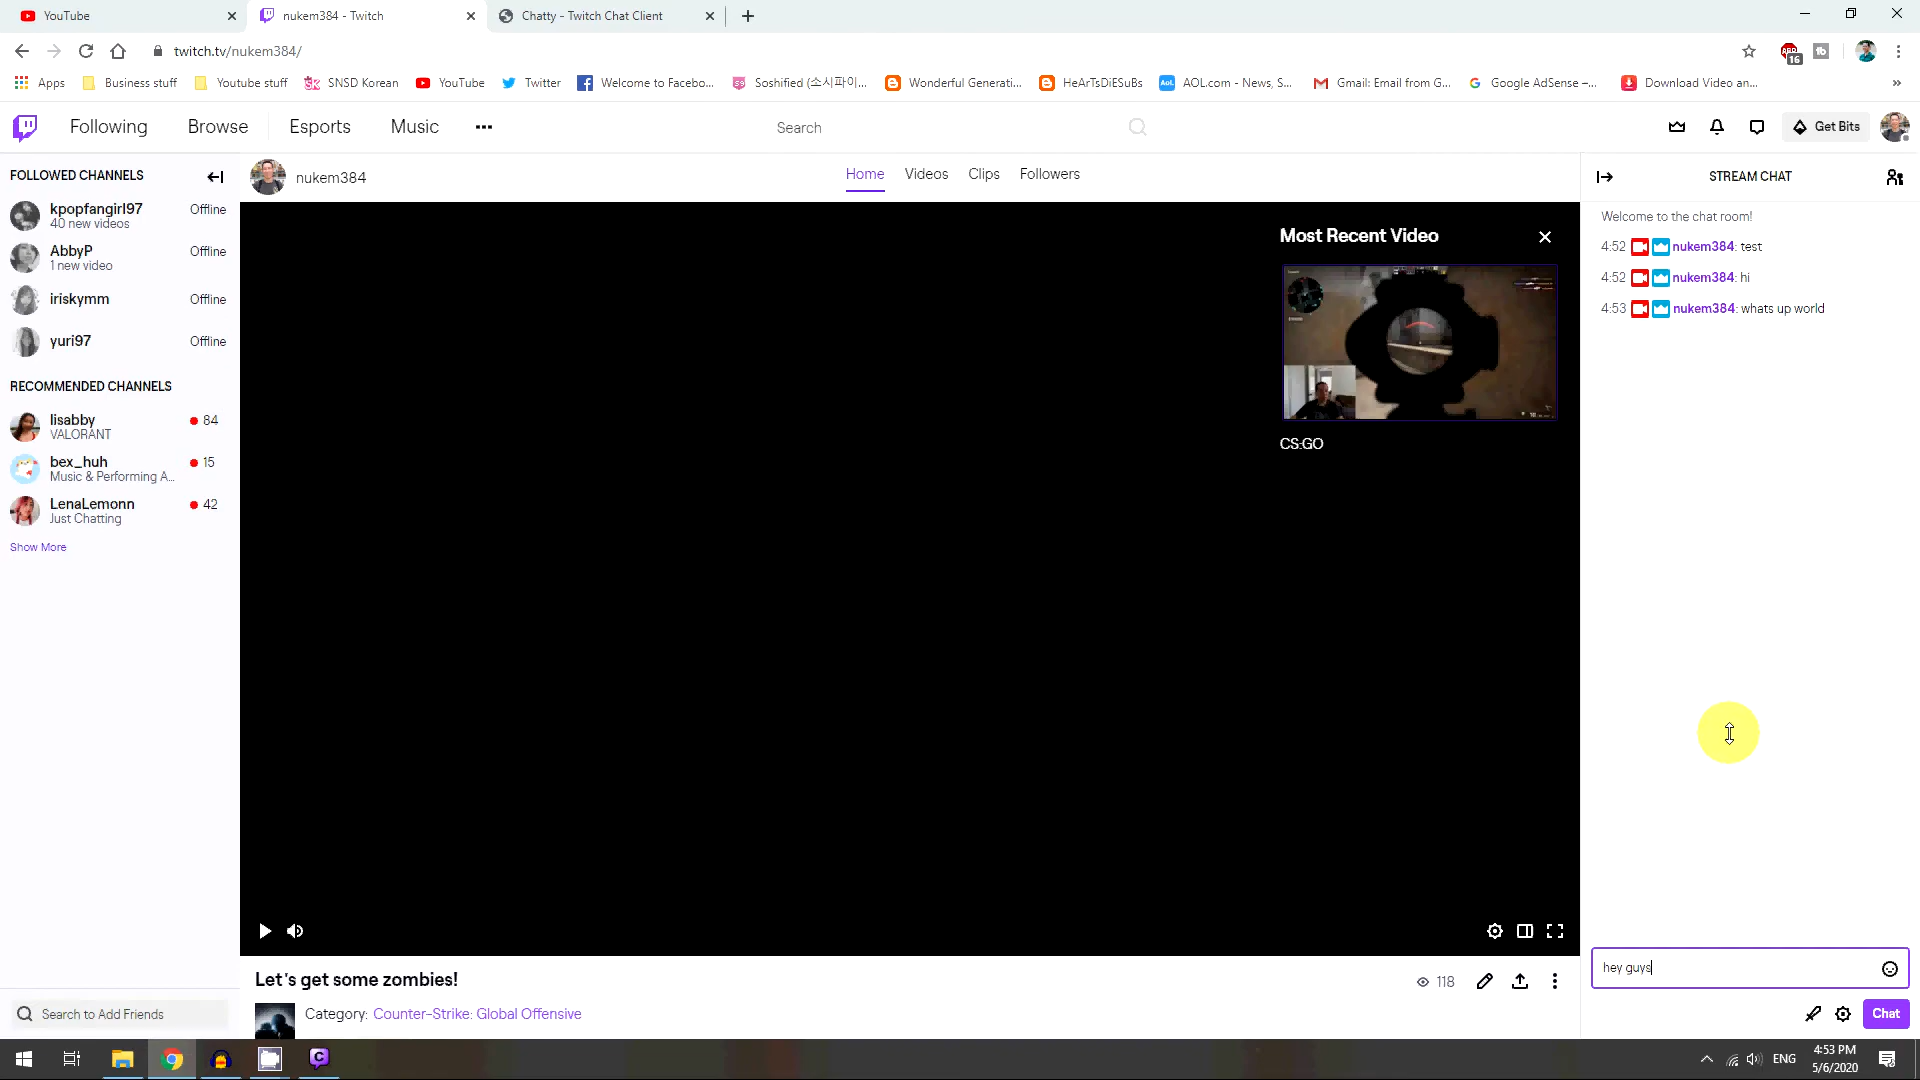 YouTube
nukem384 - Twitch
Chatty - Twitch Chat Client
twitch.tv/nukem384/
16
Apps
Business stuff
Youtube stuff
SNSD Korean
YouTube
Twitter
Welcome to Facebo...
Soshified (소시파이...
Wonderful Generati...
HeArTsDiESuBs
AOL.com - News, S...
Gmail: Email from G...
Google AdSense –...
Download Video an...
»
Following
Browse
Esports
Music
Search
Get Bits
FOLLOWED CHANNELS
kpopfangirl97
Offline
40 new videos
AbbyP
Offline
1 new video
iriskymm
Offline
yuri97
Offline
RECOMMENDED CHANNELS
lisabby
84
VALORANT
bex_huh
15
Music & Performing A...
LenaLemonn
42
Just Chatting
Show More
Search to Add Friends
nukem384
Home
Videos
Clips
Followers
Most Recent Video
CS:GO
Let's get some zombies!
118
Category: Counter-Strike: Global Offensive
STREAM CHAT
Welcome to the chat room!
4:52 nukem384: test
4:52 nukem384: hi
4:53 nukem384: whats up world
hey guys
Chat
ENG
4:53 PM
5/6/2020